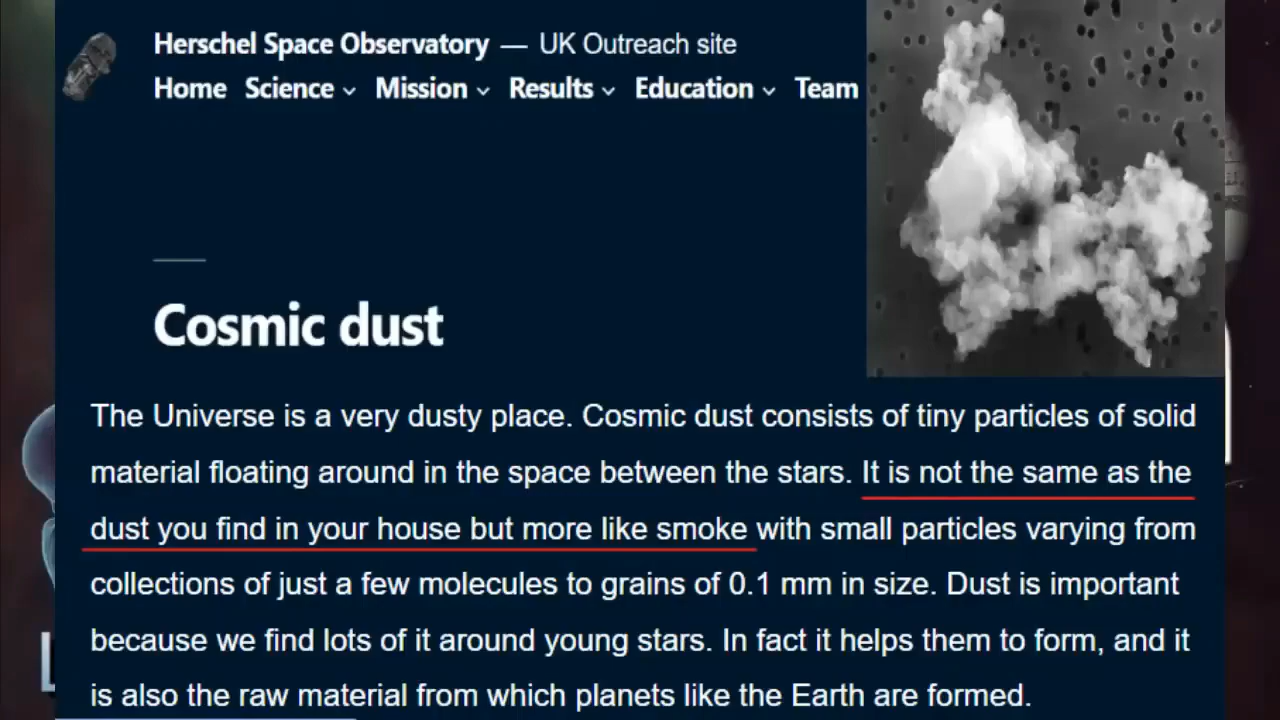 Herschel Space Observatory — UK Outreach site
Home Science Mission Results Education Team
Cosmic dust
The Universe is a very dusty place. Cosmic dust consists of tiny particles of solid
material floating around in the space between the stars. It is not the same as the
dust you find in your house but more like smoke with small particles varying from
collections of just a few molecules to grains of 0.1 mm in size. Dust is important
because we find lots of it around young stars. In fact it helps them to form, and it
is also the raw material from which planets like the Earth are formed.
L